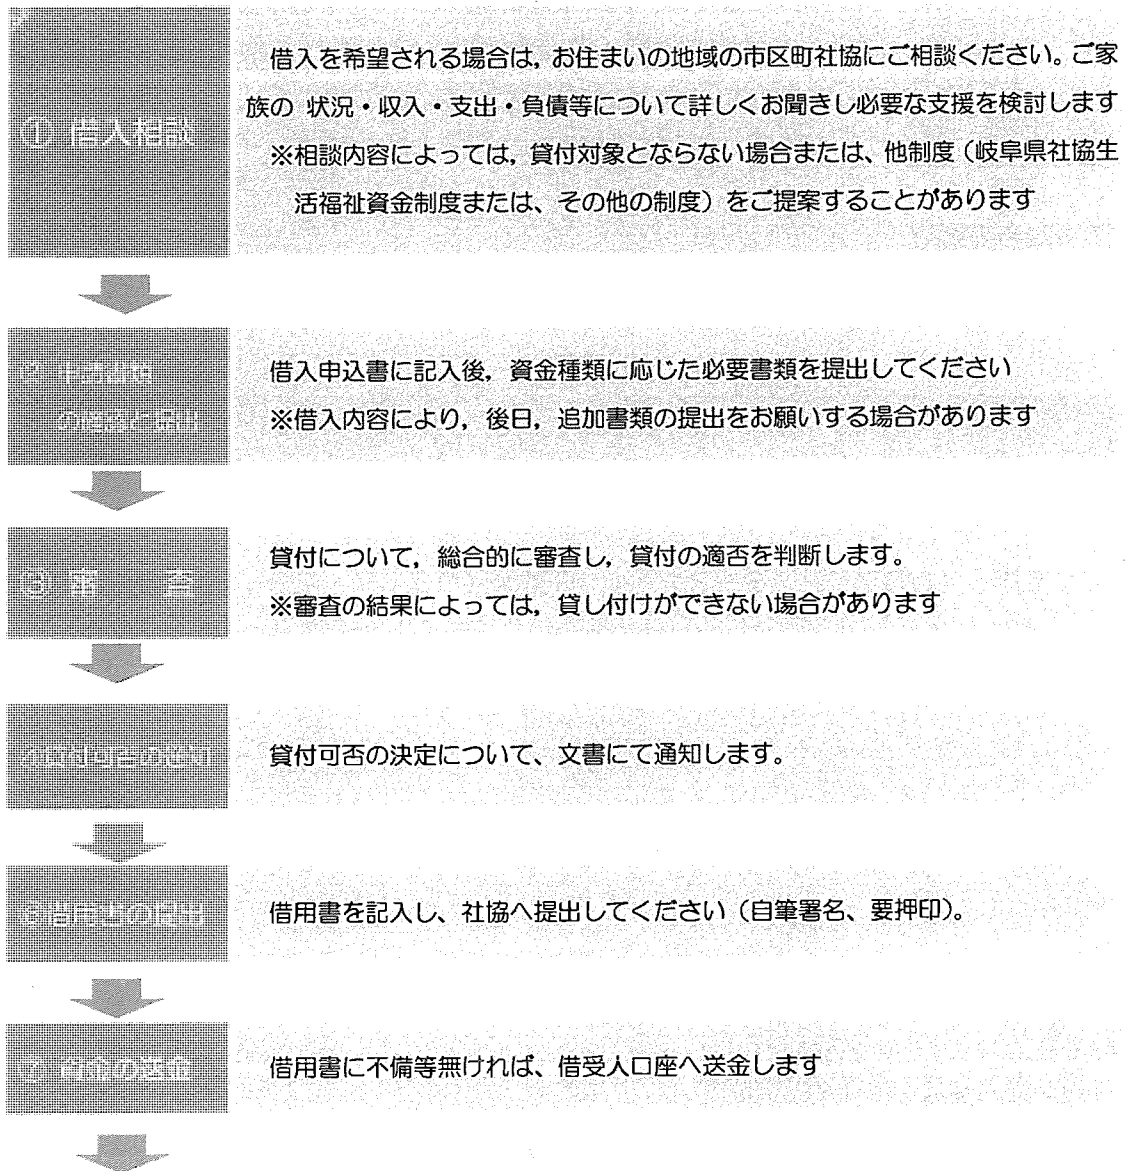 ① 借入相談
借入を希望される場合は，お住まいの地域の市区町社協にご相談ください。ご家
族の 状況・収入・支出・負債等について詳しくお聞きし必要な支援を検討します
※相談内容によっては，貸付対象とならない場合または、他制度（岐阜県社協生
活福祉資金制度または、その他の制度）をご提案することがあります
借入申込書に記入後，資金種類に応じた必要書類を提出してください
※借入内容により，後日，追加書類の提出をお願いする場合があります
③ 審　　査
貸付について，総合的に審査し，貸付の適否を判断します。
※審査の結果によっては，貸し付けができない場合があります
貸付可否の決定について、文書にて通知します。
借用書の提出
借用書を記入し、社協へ提出してください（自筆署名、要押印）。
資金の送金
借用書に不備等無ければ、借受人口座へ送金します